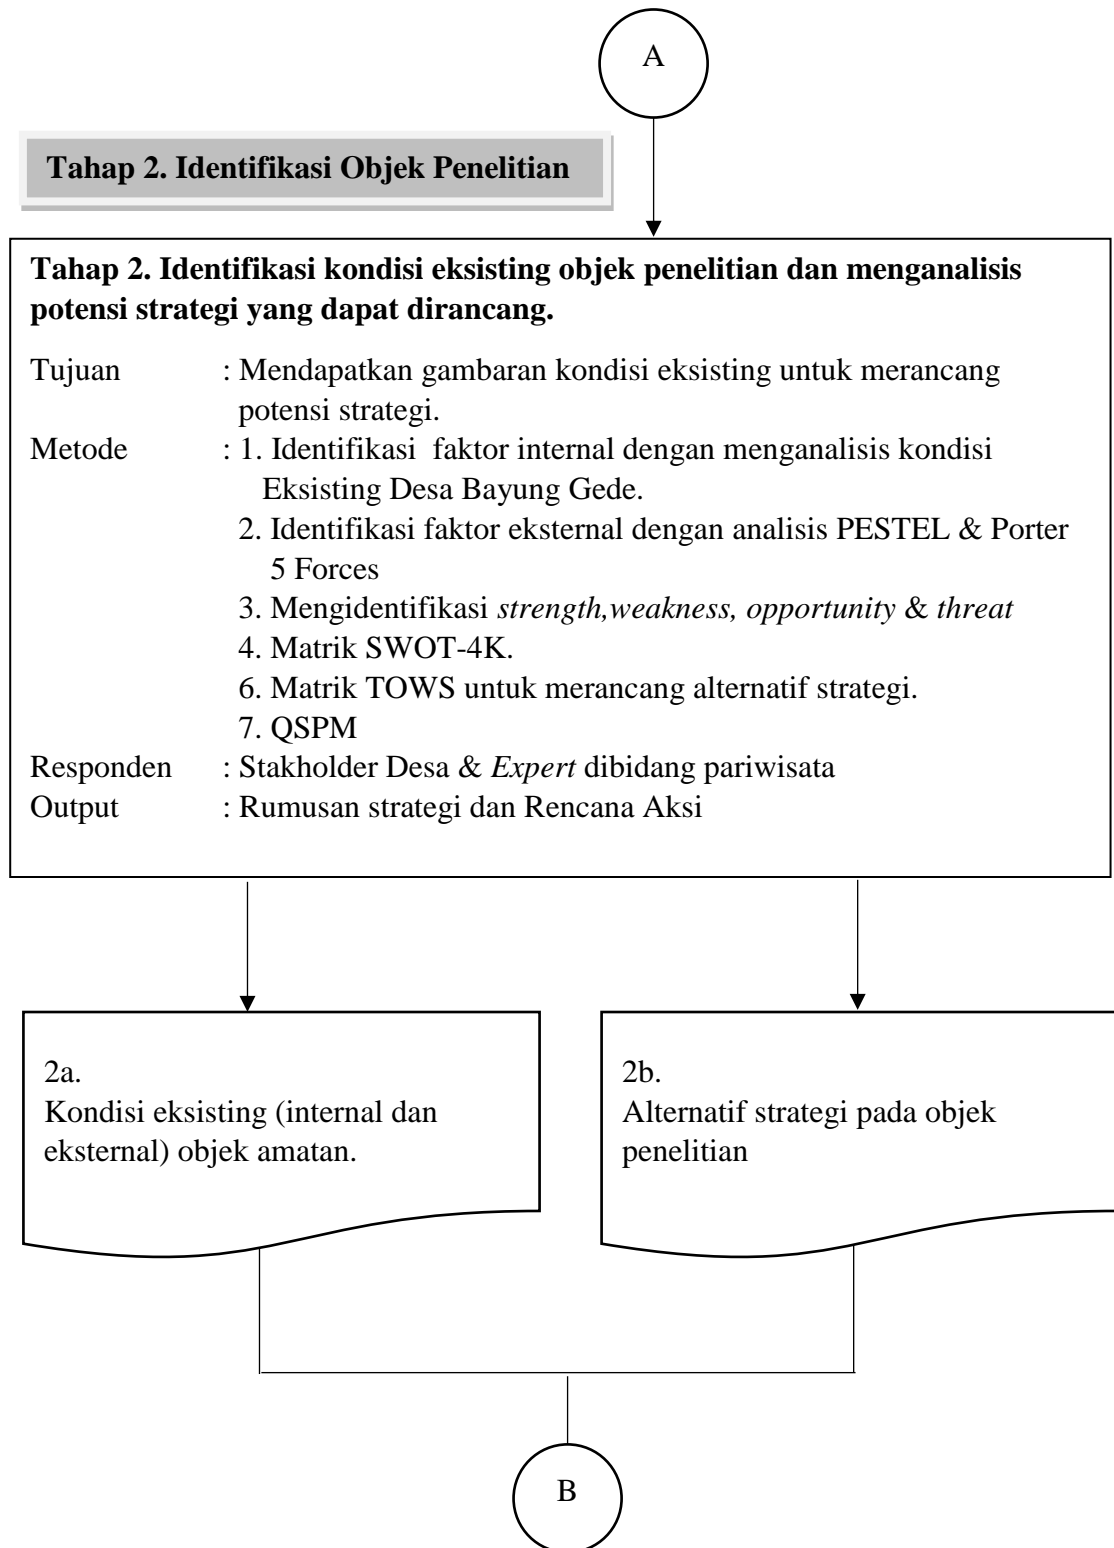 A
Tahap 2. Identifikasi Objek Penelitian
Tahap 2. Identifikasi kondisi eksisting objek penelitian dan menganalisis
potensi strategi yang dapat dirancang.
Tujuan : Mendapatkan gambaran kondisi eksisting untuk merancang
potensi strategi.
Metode : 1. Identifikasi faktor internal dengan menganalisis kondisi
Eksisting Desa Bayung Gede.
2. Identifikasi faktor eksternal dengan analisis PESTEL & Porter
5 Forces
3. Mengidentifikasi strength,weakness, opportunity & threat
4. Matrik SWOT-4K.
6. Matrik TOWS untuk merancang alternatif strategi.
7. QSPM
Responden : Stakholder Desa & Expert dibidang pariwisata
Output : Rumusan strategi dan Rencana Aksi
2a.
Kondisi eksisting (internal dan
eksternal) objek amatan.
2b.
Alternatif strategi pada objek
penelitian
B